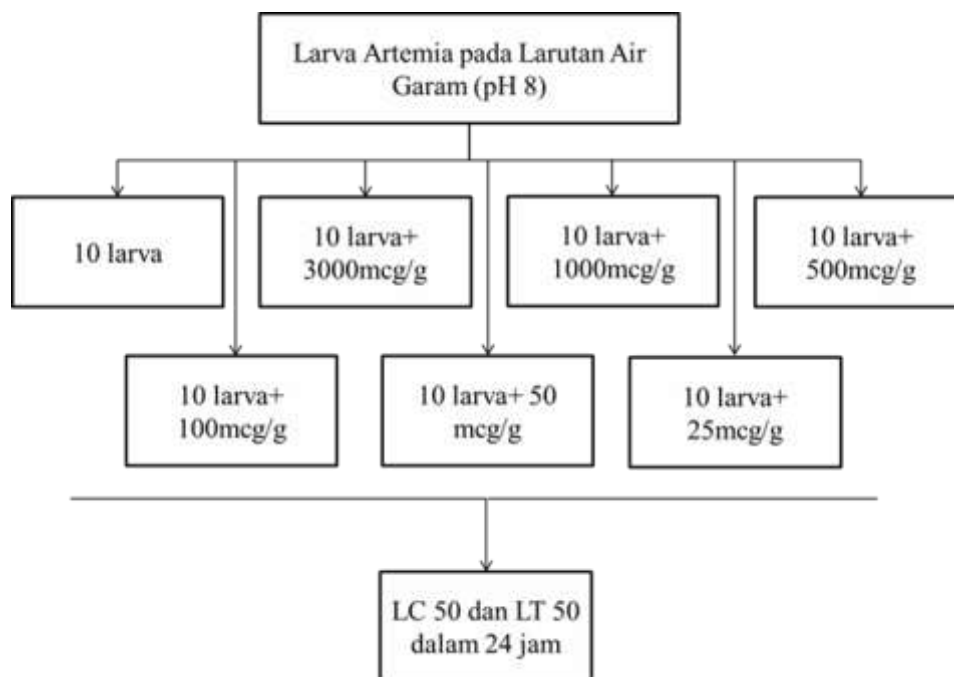 Larva Artemia pada Larutan Air
Garam (pH 8)
10 larva
10 larva+
3000mcg/g
10 larva+
1000mcg/g
10 larva+
500mcg/g
10 larva+
100mcg/g
10 larva+ 50
mcg/g
10 larva+
25mcg/g
LC 50 dan LT 50
dalam 24 jam